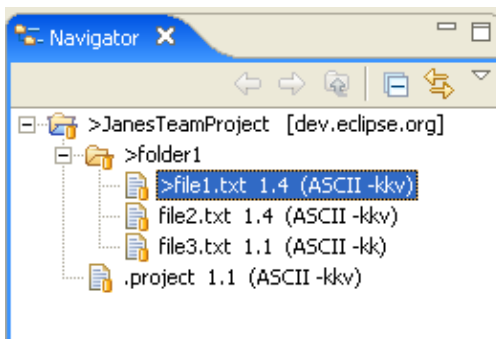 Navigator
>JanesTeamProject [dev.eclipse.org]
>folder1
>file1.txt 1.4 (ASCII -kkv)
file2.txt 1.4 (ASCII -kkv)
file3.txt 1.1 (ASCII -kk)
.project 1.1 (ASCII -kkv)